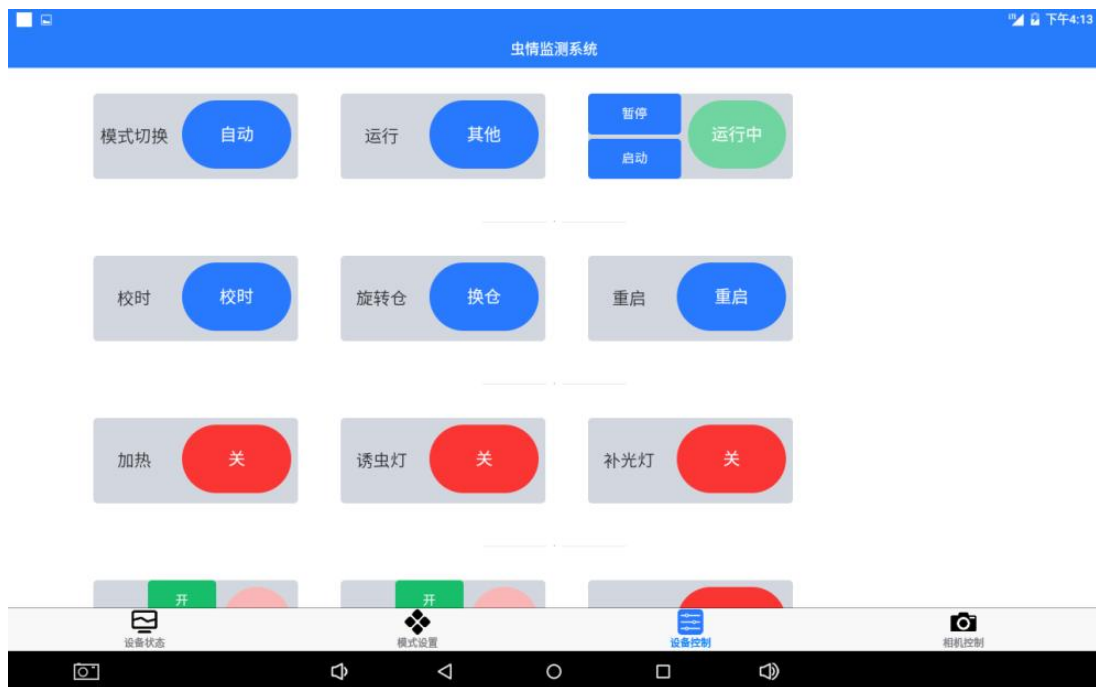 下午4:13
虫情监测系统
模式切换 自动 运行 其他 暂停 启动 运行中
校时 校时 旋转仓 换仓 重启 重启
加热 关 诱虫灯 关 补光灯 关
开 开
设备状态 模式设置 设备控制 相机控制